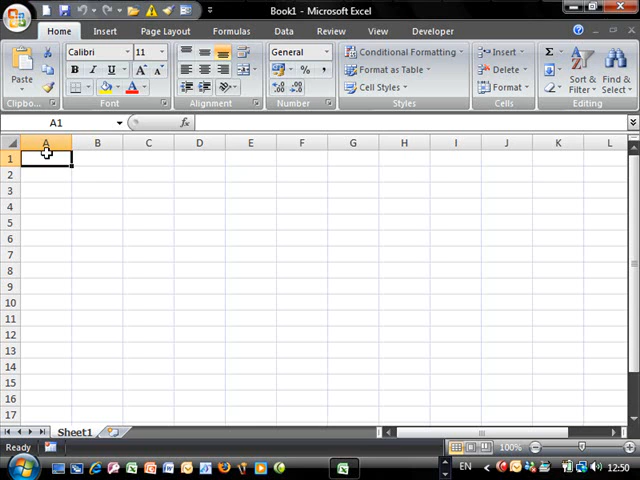 Book1 - Microsoft Excel
Home Insert Page Layout Formulas Data Review View Developer
Calibri 11 General Conditional Formatting Insert Σ
Paste B I U A A % , Format as Table Delete Sort & Filter Find & Select
Cell Styles Format
Clipbo... Font Alignment Number Styles Cells Editing
A1 fx
A B C D E F G H I J K L
1
2
3
4
5
6
7
8
9
10
11
12
13
14
15
16
17
Sheet1
Ready 100%
EN 12:50